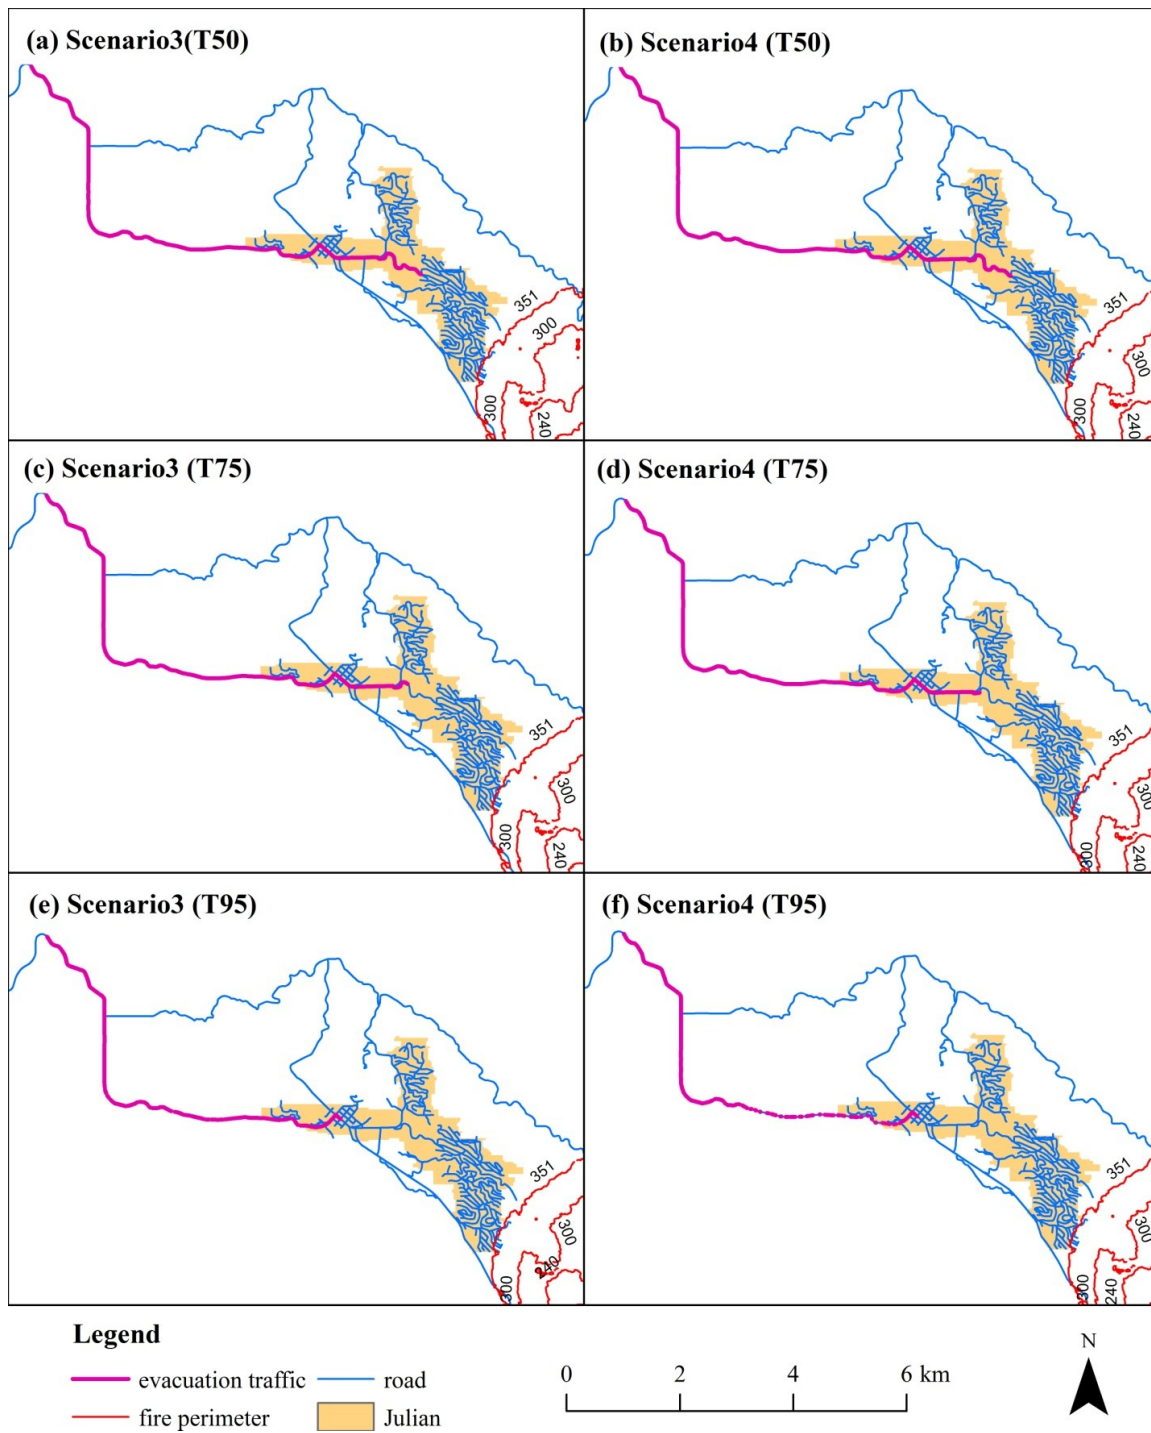 (a) Scenario3(T50)
(b) Scenario4 (T50)
351
300
300
300
240
351
300
300
240
(c) Scenario3 (T75)
(d) Scenario4 (T75)
351
300
300
240
351
300
300
240
(e) Scenario3 (T95)
(f) Scenario4 (T95)
351
300
240
300
351
300
300
240
Legend
evacuation traffic
road
fire perimeter
Julian
0 2 4 6 km
N